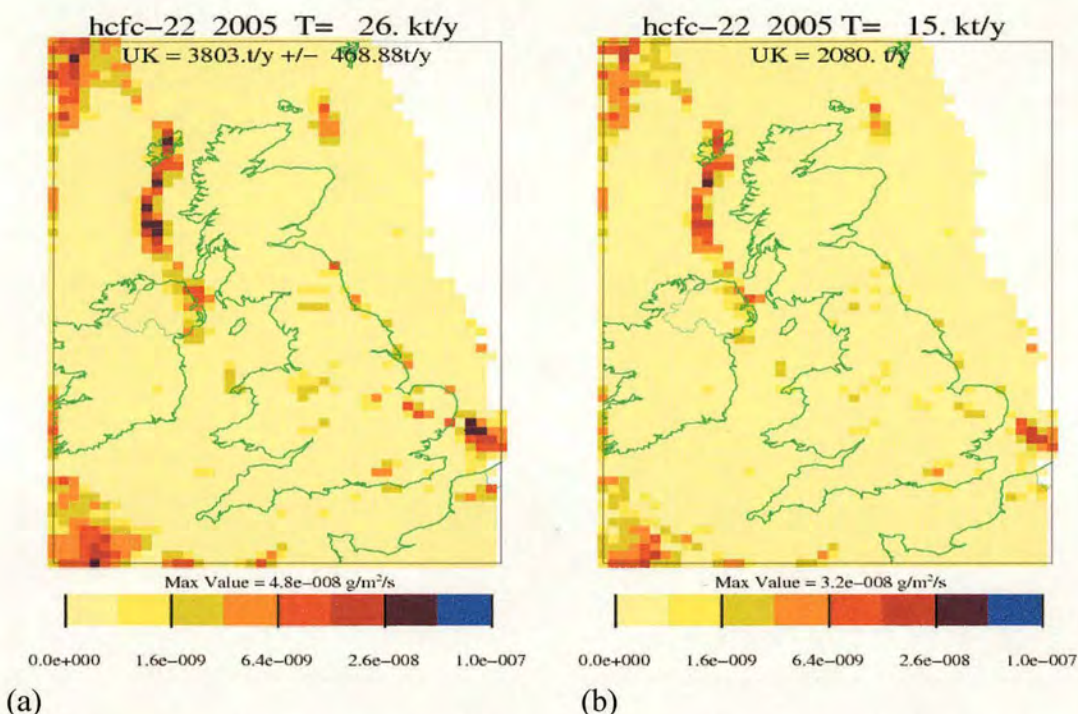 hcfc-22 2005 T= 26. kt/y
UK = 3803.t/y +/- 468.88t/y
Max Value = 4.8e-008 g/m²/s
0.0e+000 1.6e-009 6.4e-009 2.6e-008 1.0e-007
(a)
hcfc-22 2005 T= 15. kt/y
UK = 2080. t/y
Max Value = 3.2e-008 g/m²/s
0.0e+000 1.6e-009 6.4e-009 2.6e-008 1.0e-007
(b)